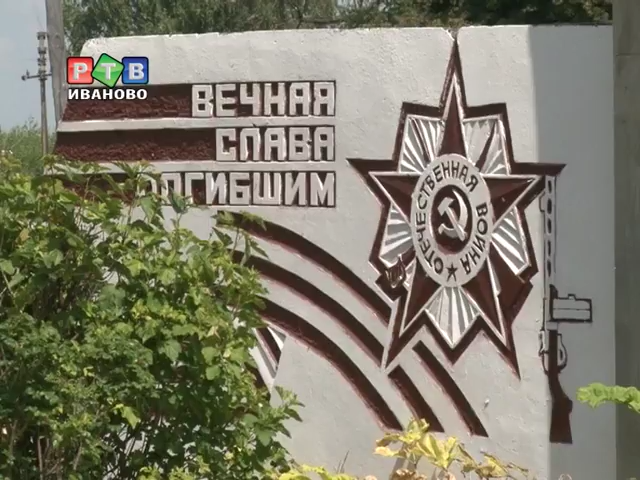 РТВ
ИВАНОВО
ВЕЧНАЯ
СЛАВА
ПОГИБШИМ
ОТЕЧЕСТВЕННАЯ ВОЙНА